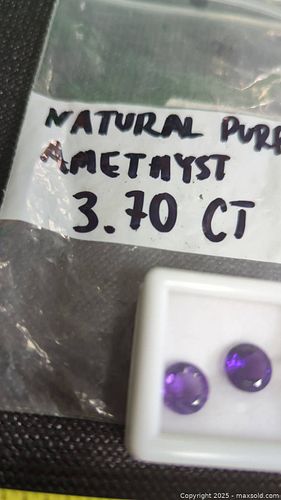 NATURAL PURP
AMETHYST
3.70 CT
Copyright 2025 - maxsold.com